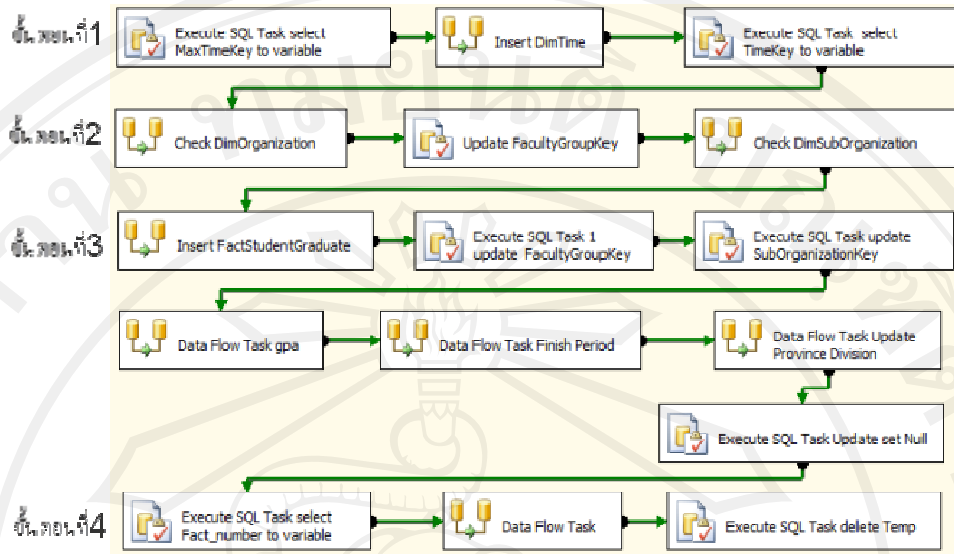 ขั้นตอนที่1
Execute SQL Task select
MaxTimeKey to variable
Insert DimTime
Execute SQL Task select
TimeKey to variable
ขั้นตอนที่2
Check DimOrganization
Update FacultyGroupKey
Check DimSubOrganization
ขั้นตอนที่3
Insert FactStudentGraduate
Execute SQL Task 1
update FacultyGroupKey
Execute SQL Task update
SubOrganizationKey
Data Flow Task gpa
Data Flow Task Finish Period
Data Flow Task Update
Province Division
Execute SQL Task Update set Null
ขั้นตอนที่4
Execute SQL Task select
Fact_number to variable
Data Flow Task
Execute SQL Task delete Temp